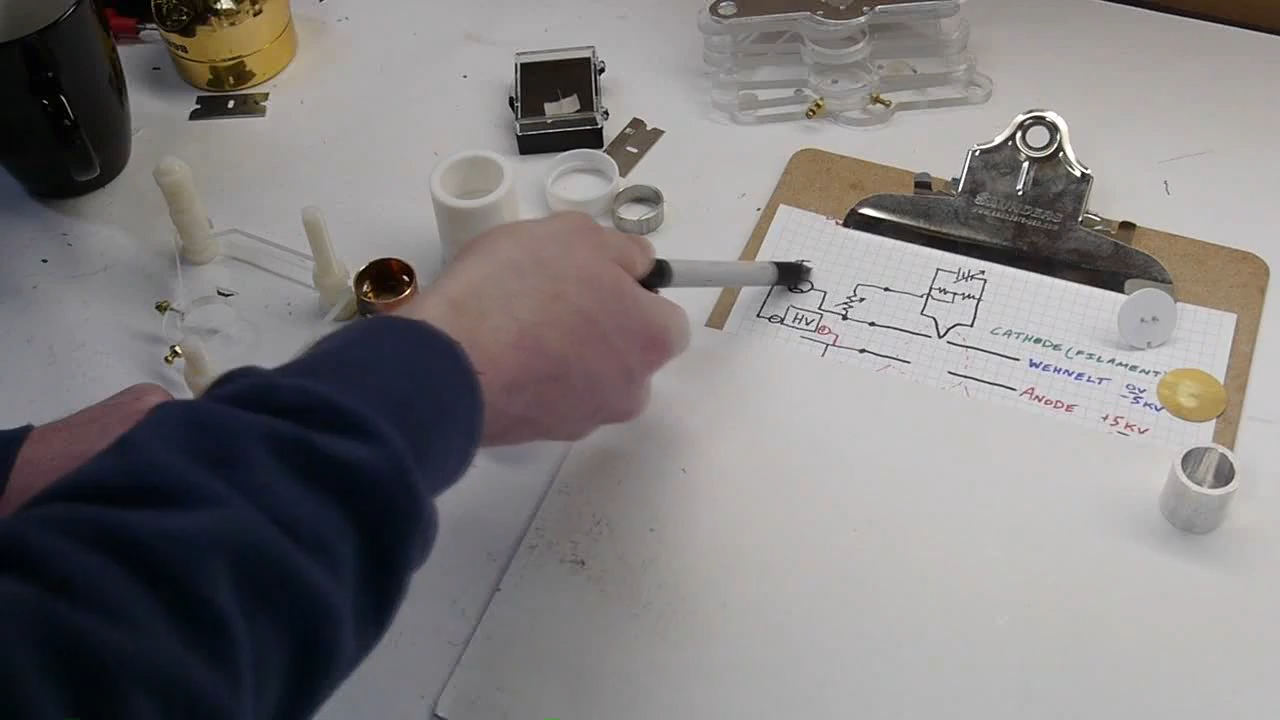 SAUNDERS
HV
CATHODE (FILAMENT
WEHNELT 0V
-5KV
ANODE +5KV